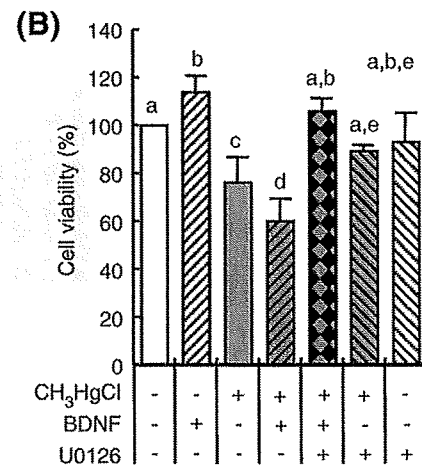 (B)
140
120
100
80
60
40
20
0
Cell viability (%)
a
b
c
d
a,b
a,e
a,b,e
CH₃HgCl - - + + + + -
BDNF - + - + + - -
U0126 - - - - + + +